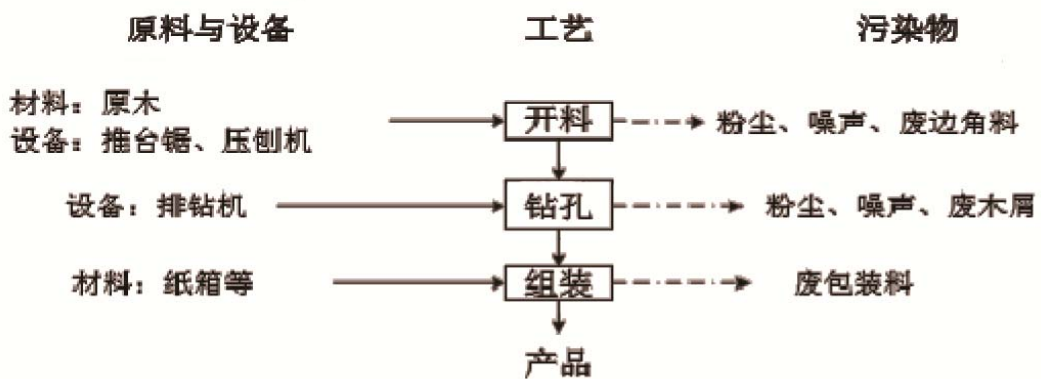 原料与设备 工艺 污染物
材料：原木
设备：推台锯、压刨机
开料
粉尘、噪声、废边角料
设备：排钻机
钻孔
粉尘、噪声、废木屑
材料：纸箱等
组装
废包装料
产品